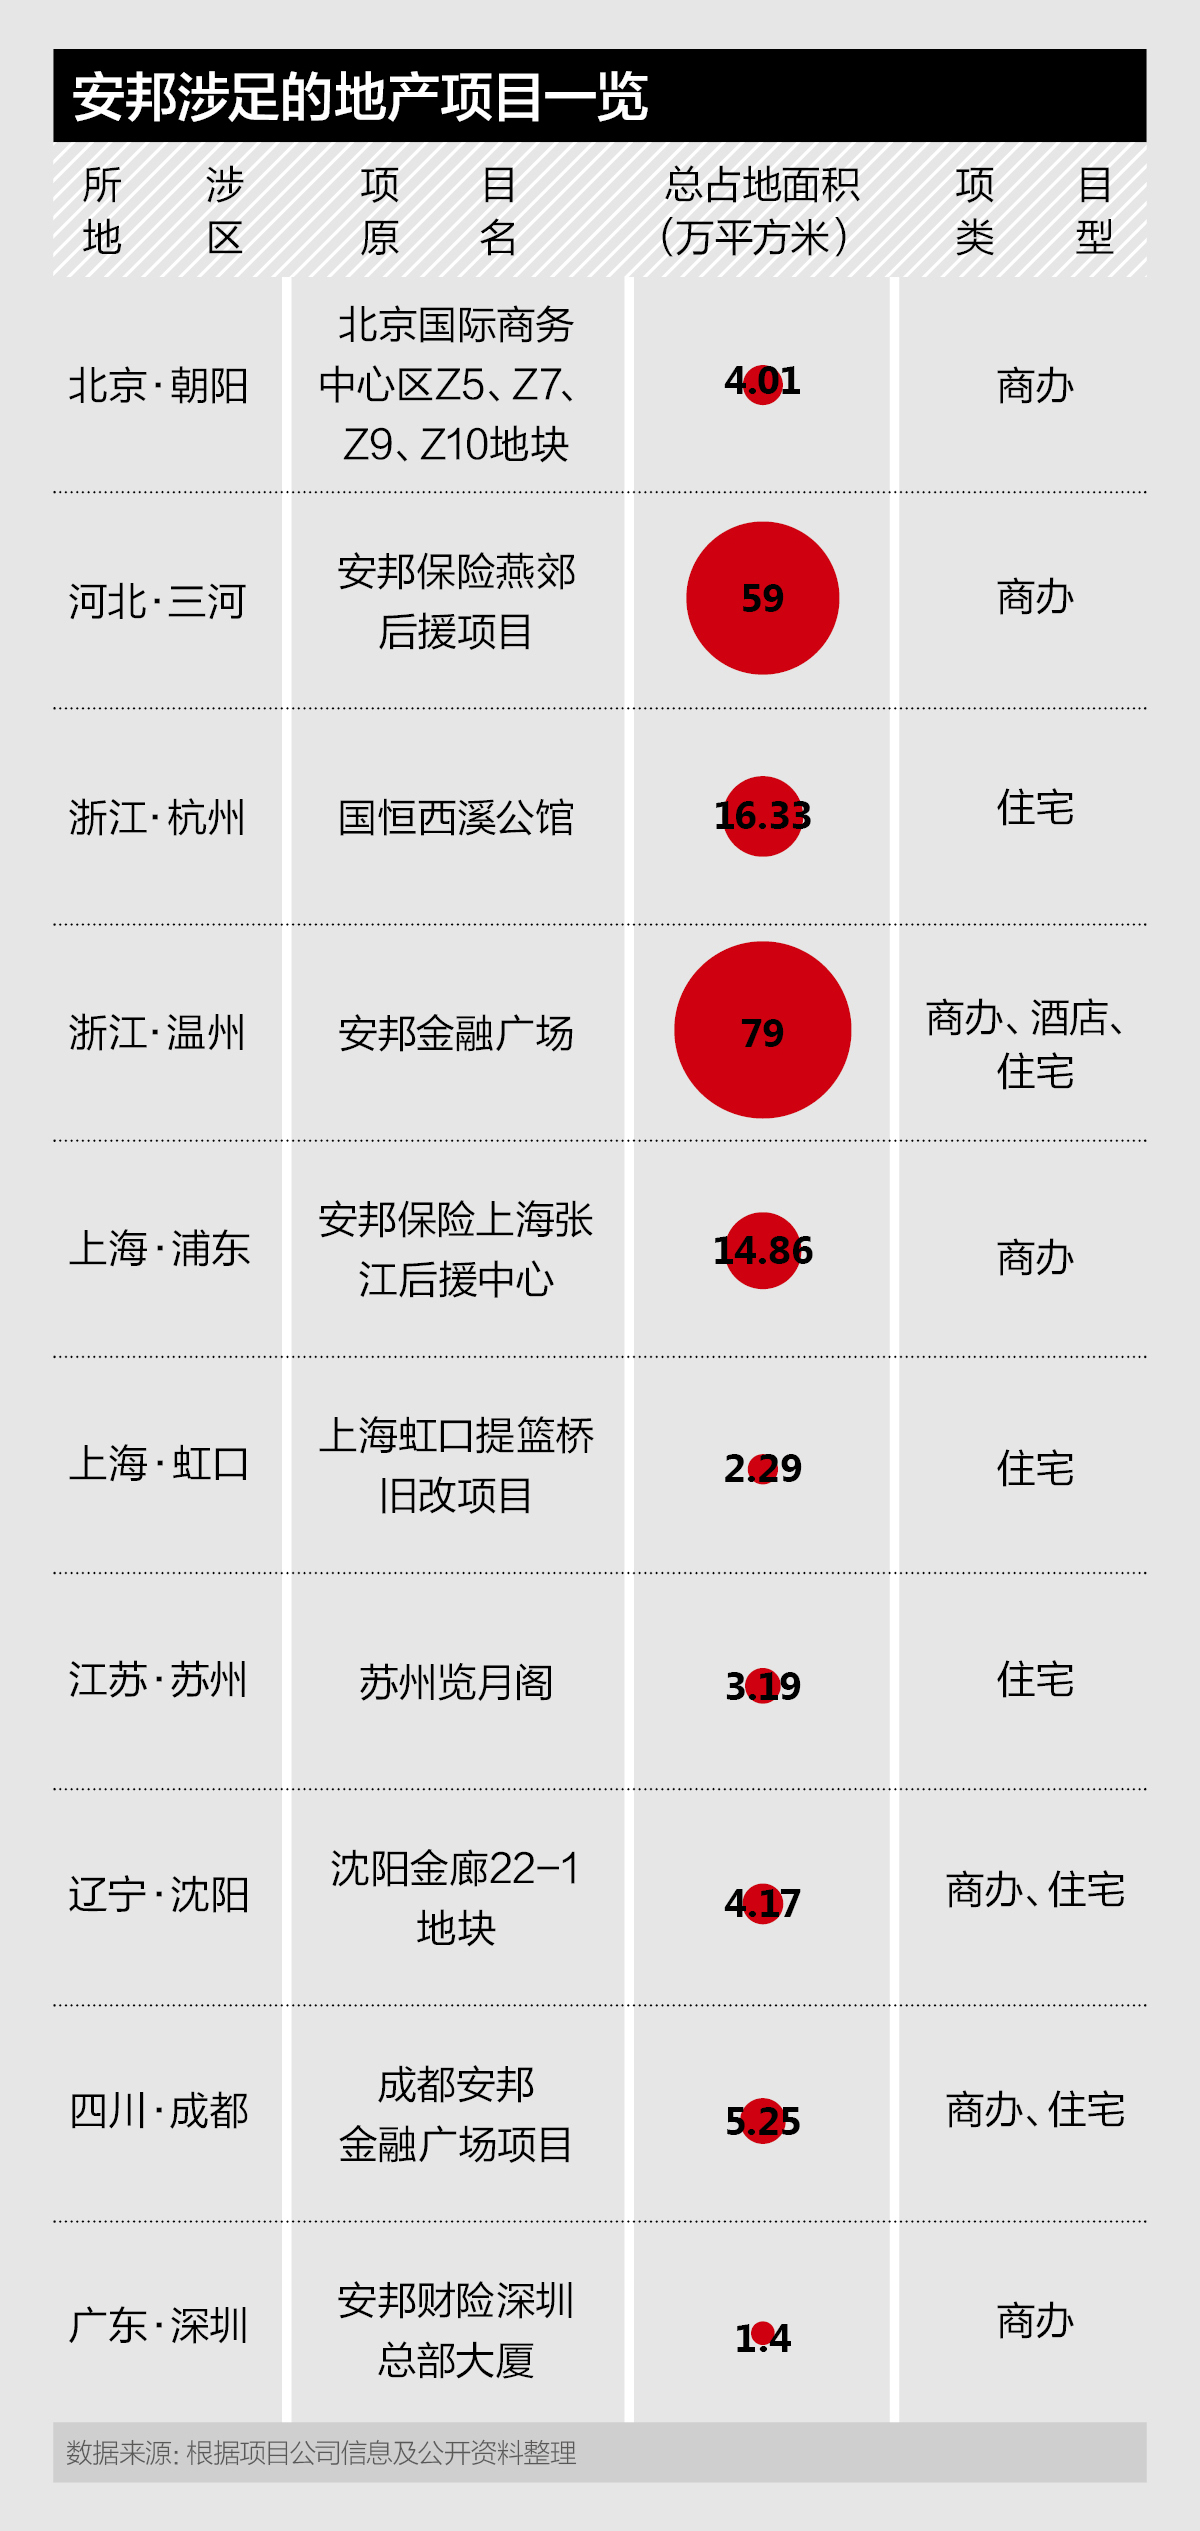 安邦涉足的地产项目一览
所涉 项目 总占地面积 项目
地区 原名 （万平方米） 类型
北京·朝阳
北京国际商务
中心区Z5、Z7、
Z9、Z10地块
4.01
商办
河北·三河
安邦保险燕郊
后援项目
59
商办
浙江·杭州
国恒西溪公馆
16.33
住宅
浙江·温州
安邦金融广场
79
商办、酒店、
住宅
上海·浦东
安邦保险上海张
江后援中心
14.86
商办
上海·虹口
上海虹口提篮桥
旧改项目
2.29
住宅
江苏·苏州
苏州览月阁
3.19
住宅
辽宁·沈阳
沈阳金廊22-1
地块
4.17
商办、住宅
四川·成都
成都安邦
金融广场项目
5.25
商办、住宅
广东·深圳
安邦财险深圳
总部大厦
1.4
商办
数据来源：根据项目公司信息及公开资料整理